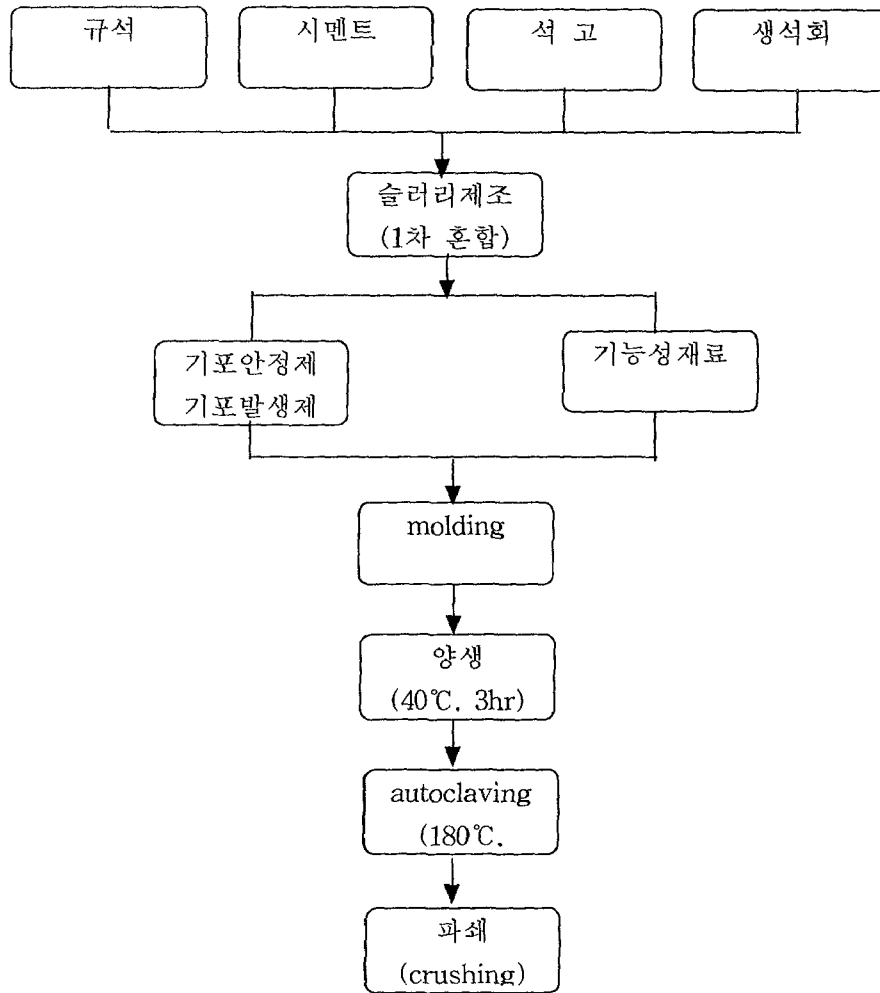 규석
시멘트
석 고
생석회
슬러리제조
(1차 혼합)
기포안정제
기포발생제
기능성재료
molding
양생
(40℃, 3hr)
autoclaving
(180℃,
파쇄
(crushing)